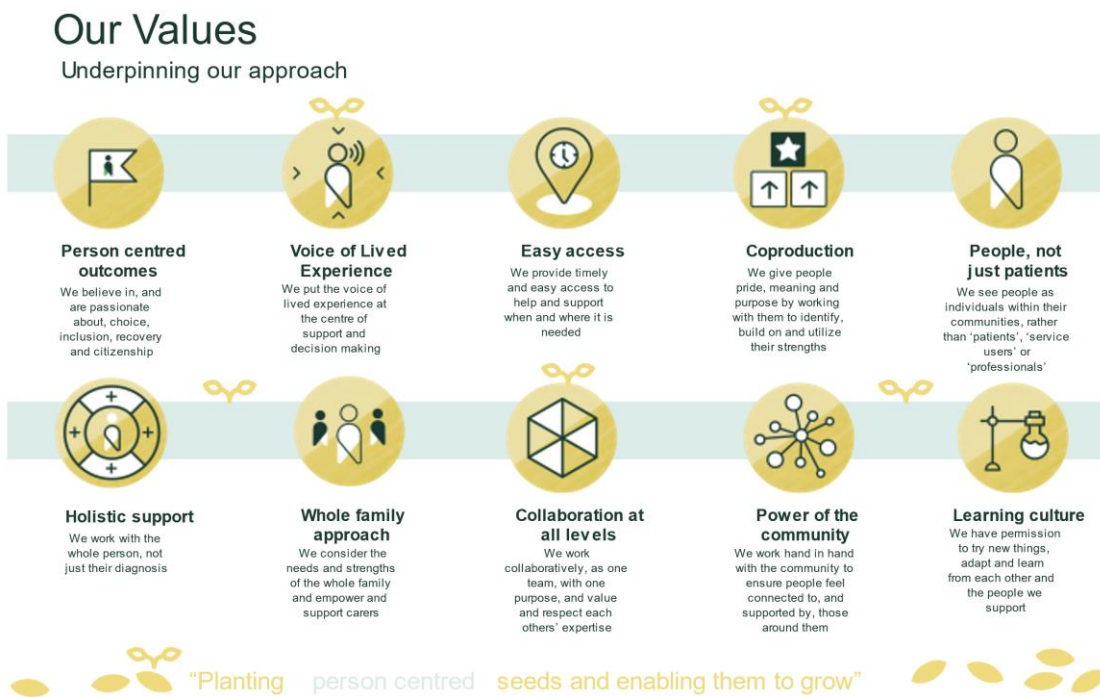 Our Values
Underpinning our approach
Person centred
outcomes
We believe in, and
are passionate
about, choice,
inclusion, recovery
and citizenship
Voice of Lived
Experience
We put the voice of
lived experience at
the centre of
support and
decision making
Easy access
We provide timely
and easy access to
help and support
when and where it is
needed
Coproduction
We give people
pride, meaning and
purpose by working
with them to identify,
build on and utilize
their strengths
People, not
just patients
We see people as
individuals within their
communities, rather
than ‘patients’, ‘service
users’ or
‘professionals’
Holistic support
We work with the
whole person, not
just their diagnosis
Whole family
approach
We consider the
needs and strengths
of the whole family
and empower and
support carers
Collaboration at
all levels
We work
collaboratively, as one
team, with one
purpose, and value
and respect each
others’ expertise
Power of the
community
We work hand in hand
with the community to
ensure people feel
connected to, and
supported by, those
around them
Learning culture
We have permission
to try new things,
adapt and learn
from each other and
the people we
support
“Planting person centred seeds and enabling them to grow”